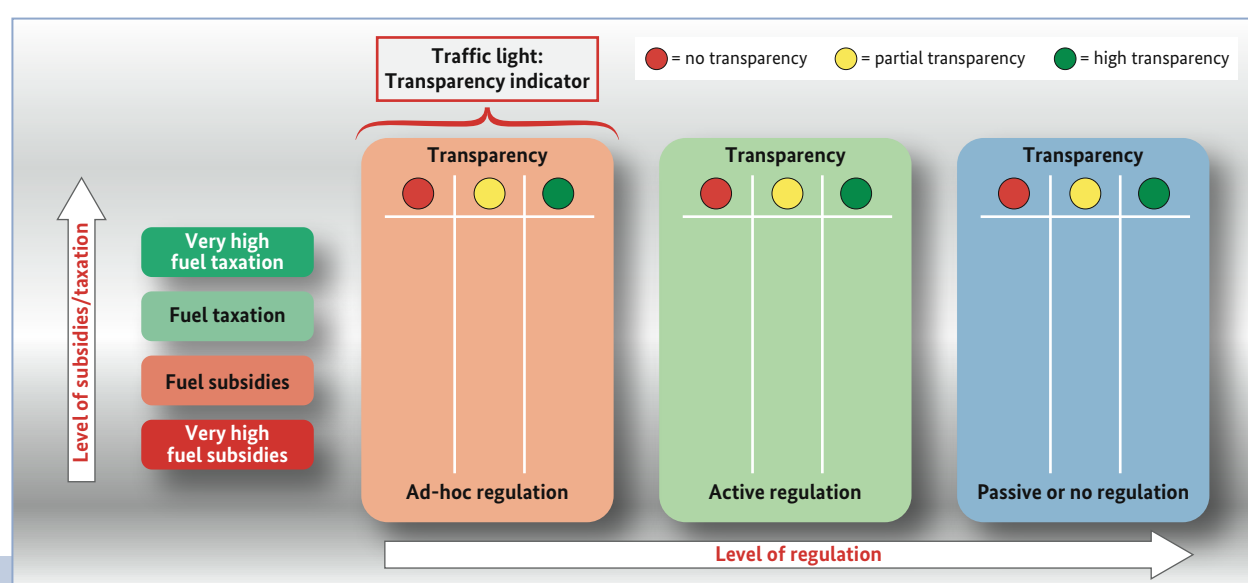 Traffic light:
Transparency indicator
= no transparency
= partial transparency
= high transparency
Transparency
Transparency
Transparency
Level of subsidies/taxation
Very high
fuel taxation
Fuel taxation
Fuel subsidies
Very high
fuel subsidies
Ad-hoc regulation
Active regulation
Passive or no regulation
Level of regulation